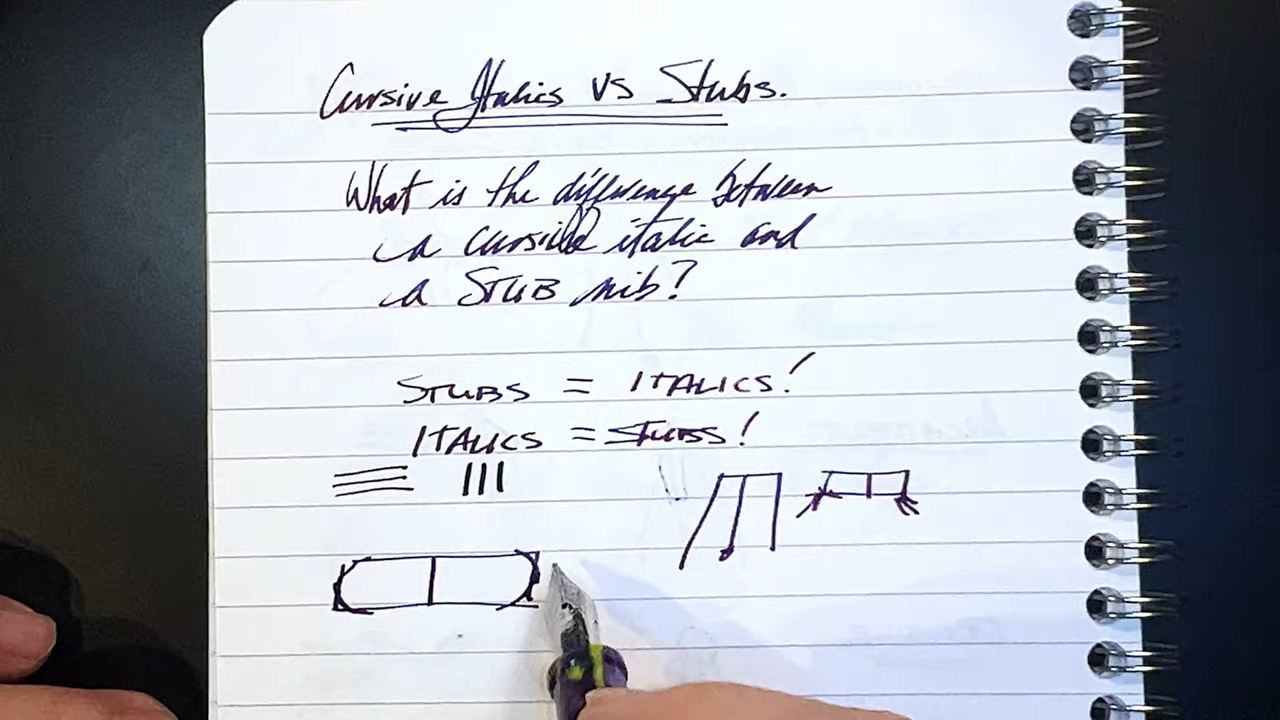 Cursive Italics vs Stubs.
What is the difference between
a cursive italic and
a STUB nib?
STUBS = ITALICS!
ITALICS = STUBS!